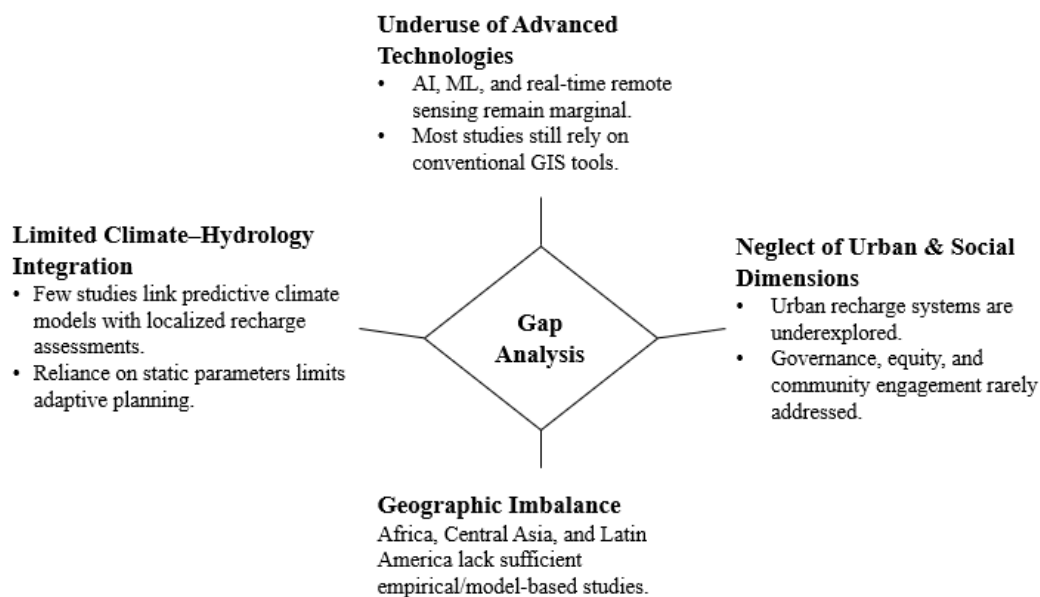 Underuse of Advanced
Technologies
• AI, ML, and real-time remote
sensing remain marginal.
• Most studies still rely on
conventional GIS tools.
Limited Climate–Hydrology
Integration
• Few studies link predictive climate
models with localized recharge
assessments.
• Reliance on static parameters limits
adaptive planning.
Gap
Analysis
Neglect of Urban & Social
Dimensions
• Urban recharge systems are
underexplored.
• Governance, equity, and
community engagement rarely
addressed.
Geographic Imbalance
Africa, Central Asia, and Latin
America lack sufficient
empirical/model-based studies.